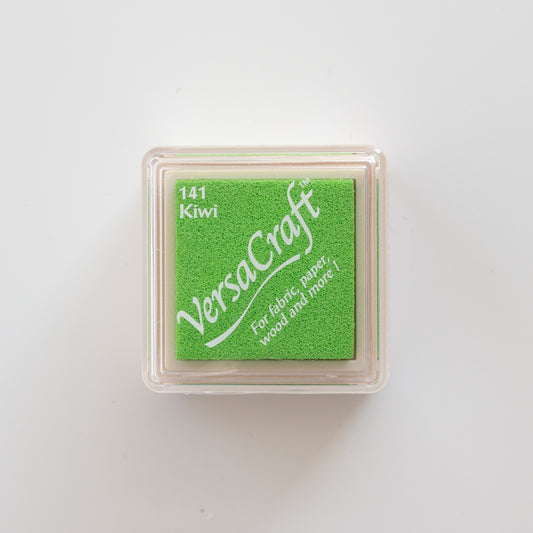 141
Kiwi
VersaCraft™
For fabric, paper,
wood and more !